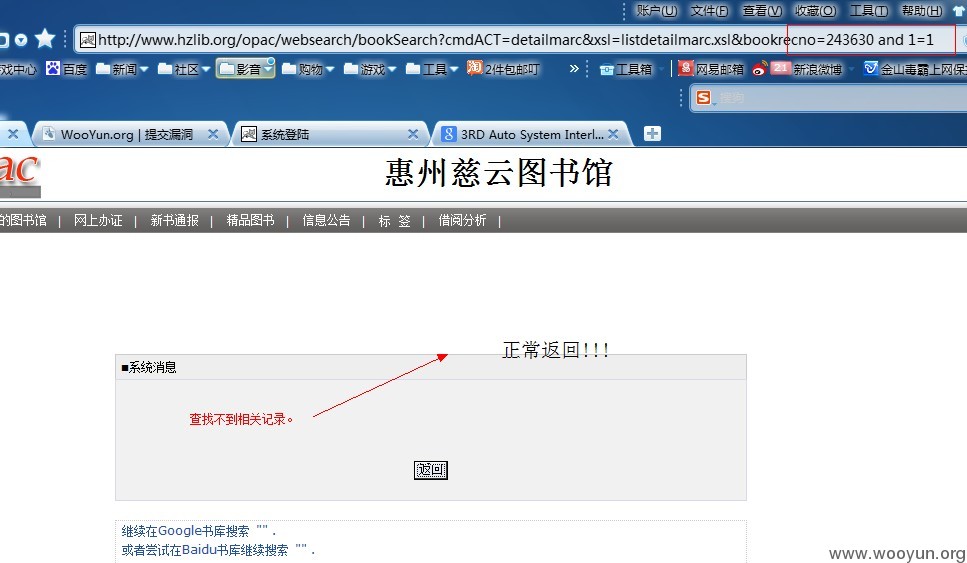 账户(U) 文件(F) 查看(V) 收藏(O) 工具(T) 帮助(H)
http://www.hzlib.org/opac/websearch/bookSearch?cmdACT=detailmarc&xsl=listdetailmarc.xsl&bookrecno=243630 and 1=1
戏中心 百度 新闻 社区 影音 购物 游戏 工具 淘 2件包邮叮 » 工具箱 易 网易邮箱 21 新浪微博 金山毒霸上网保
S 搜狗
WooYun.org | 提交漏洞 系统登陆 8 3RD Auto System Interl...
ac
惠州慈云图书馆
的图书馆 | 网上办证 | 新书通报 | 精品图书 | 信息公告 | 标 签 | 借阅分析 |
正常返回!!!
■系统消息
查找不到相关记录。
返回
继续在Google书库搜索 "" .
或者尝试在Baidu书库继续搜索 "" .
www.wooyun.org